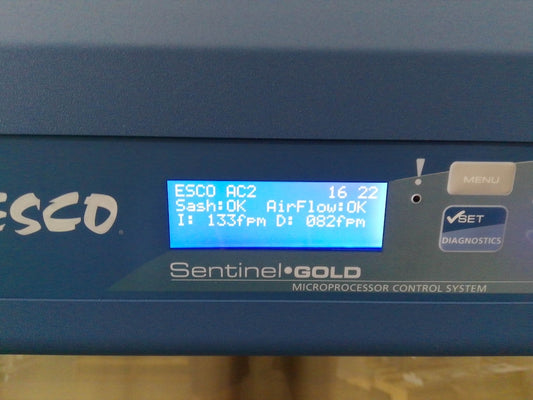 ESCO
ESCO AC2 16 22
Sash:OK AirFlow:OK
I: 133fpm D: 082fpm
Sentinel•GOLD
MICROPROCESSOR CONTROL SYSTEM
!
MENU
✓SET
DIAGNOSTICS